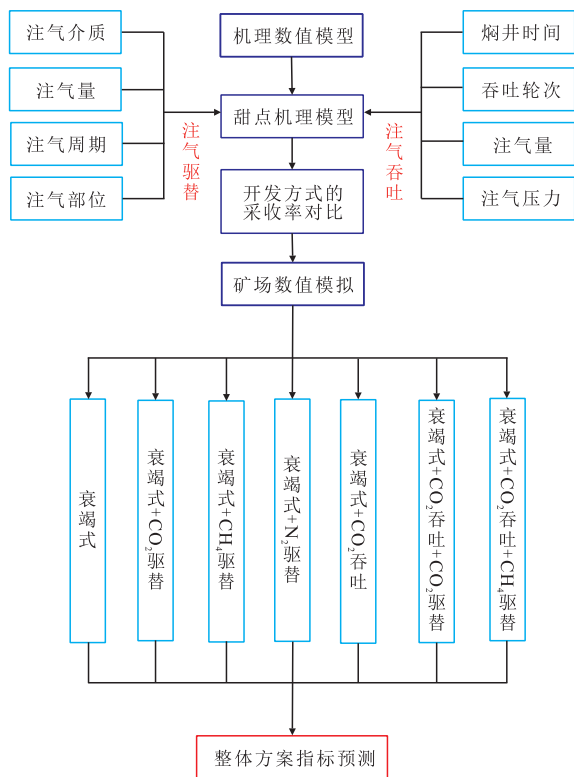 注气介质
注气量
注气周期
注气部位
注气驱替
机理数值模型
甜点机理模型
开发方式的
采收率对比
矿场数值模拟
注气吞吐
焖井时间
吞吐轮次
注气量
注气压力
衰竭式
衰竭式+CO₂驱替
衰竭式+CH₄驱替
衰竭式+N₂驱替
衰竭式+CO₂吞吐
衰竭式+CO₂吞吐+CO₂驱替
衰竭式+CO₂吞吐+CH₄驱替
整体方案指标预测